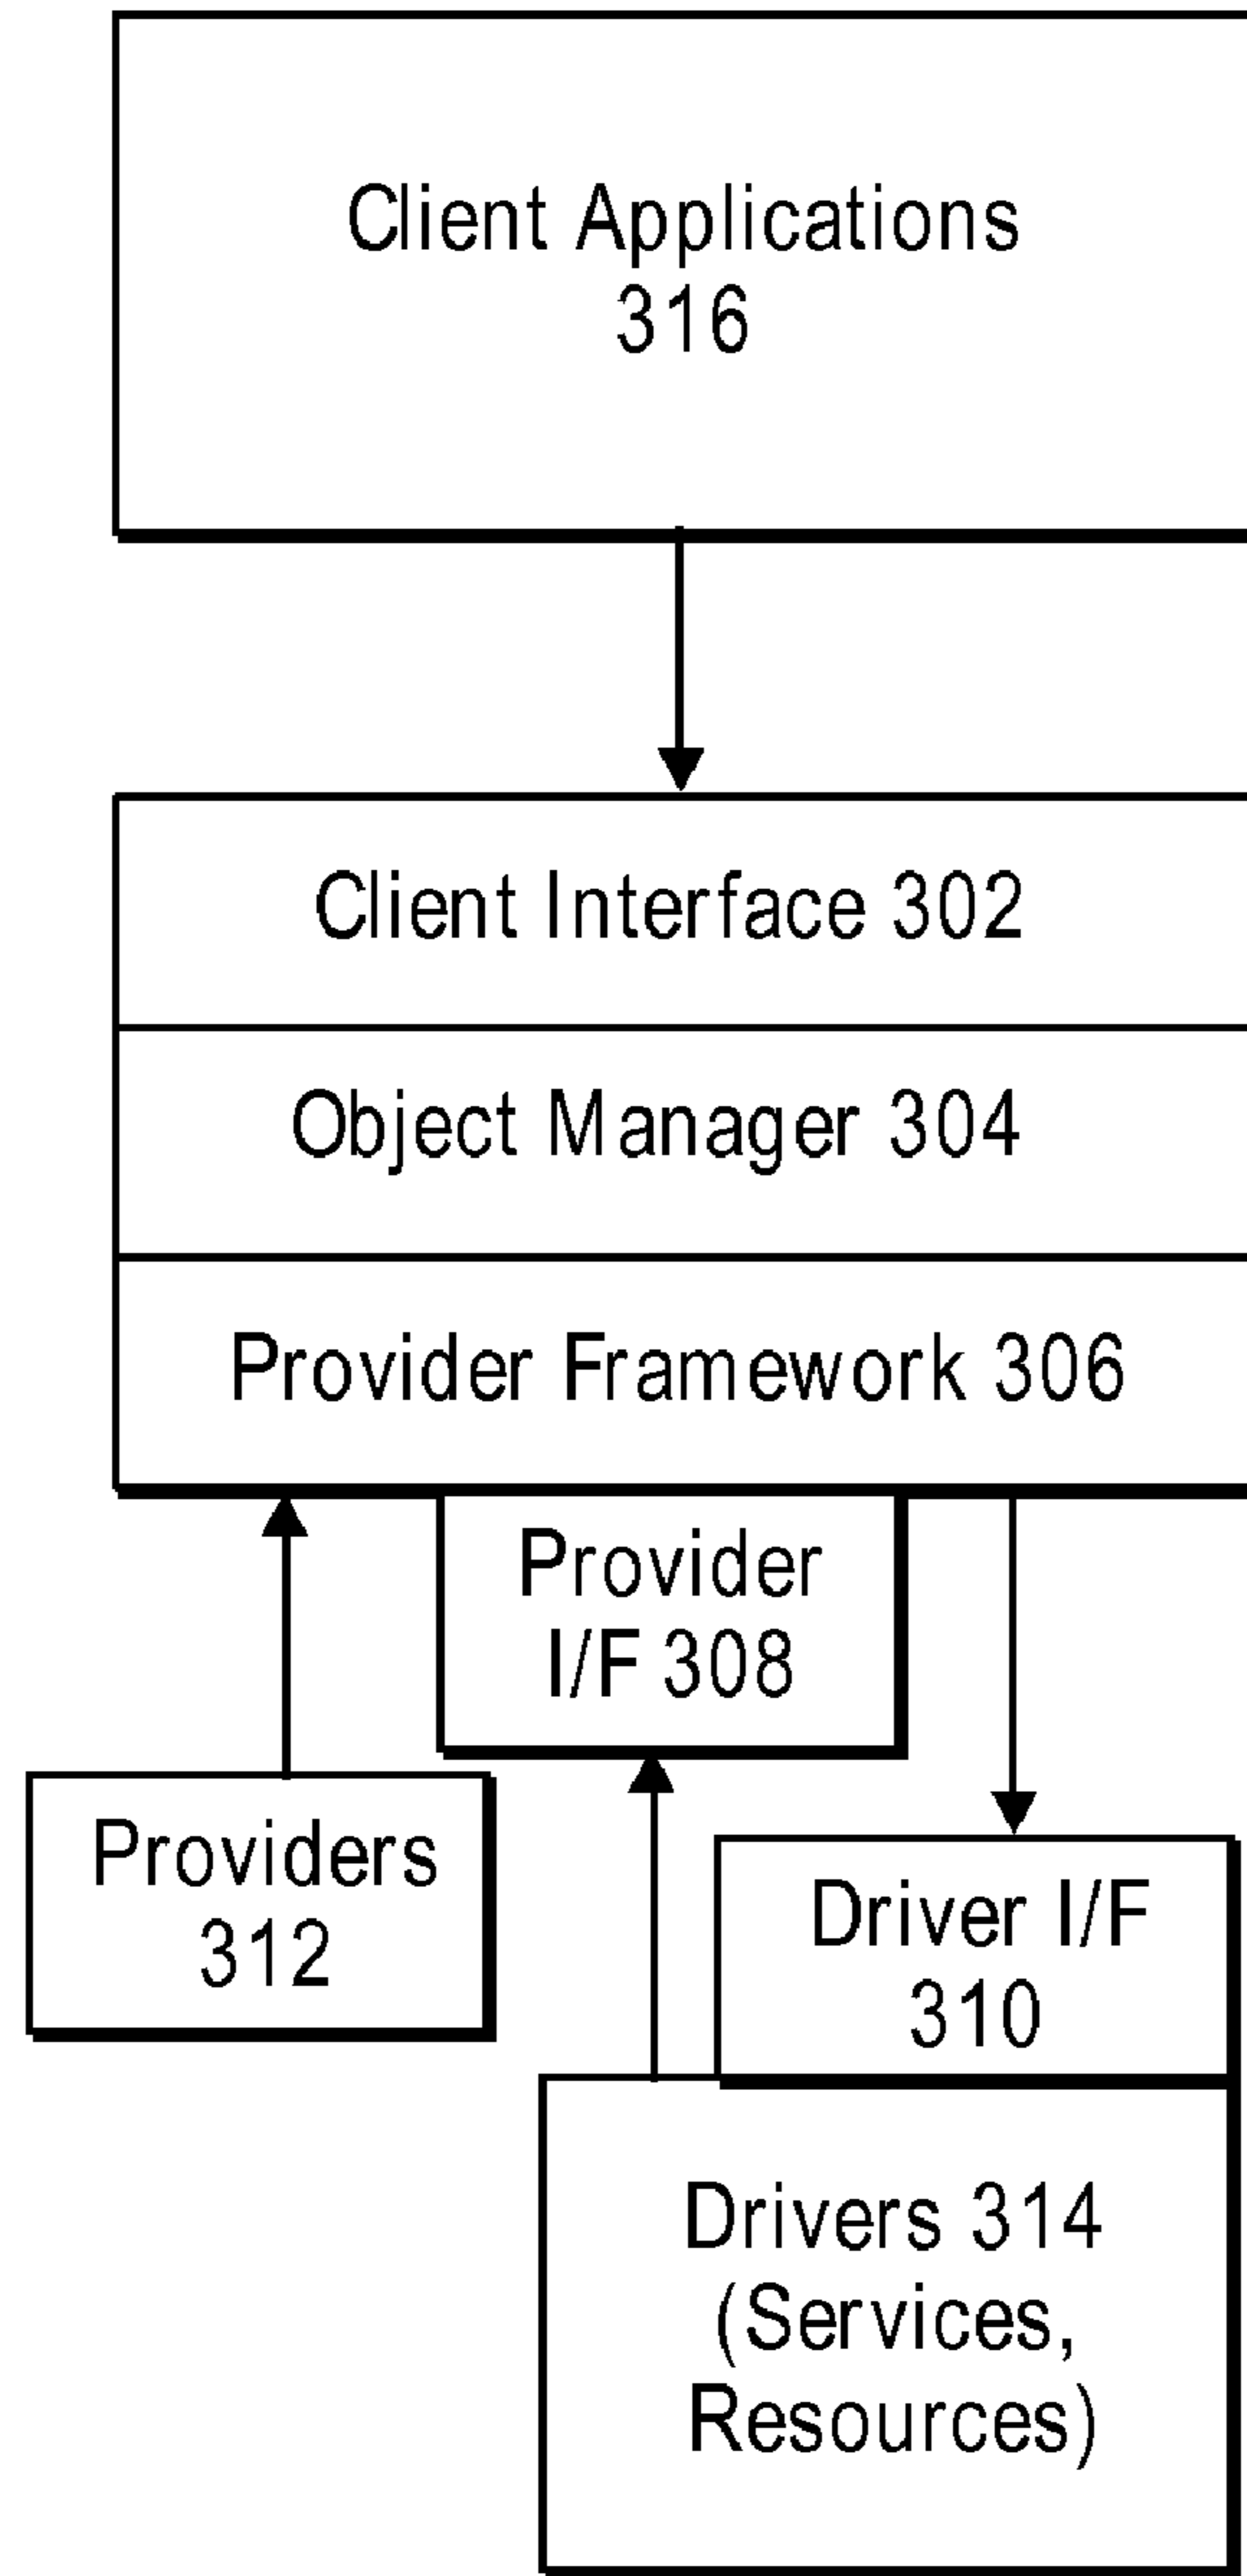 Client Applications
316
Client Interface 302
Object Manager 304
Provider Framework 306
Provider
I/F 308
Providers
312
Driver I/F
310
Drivers 314
(Services,
Resources)